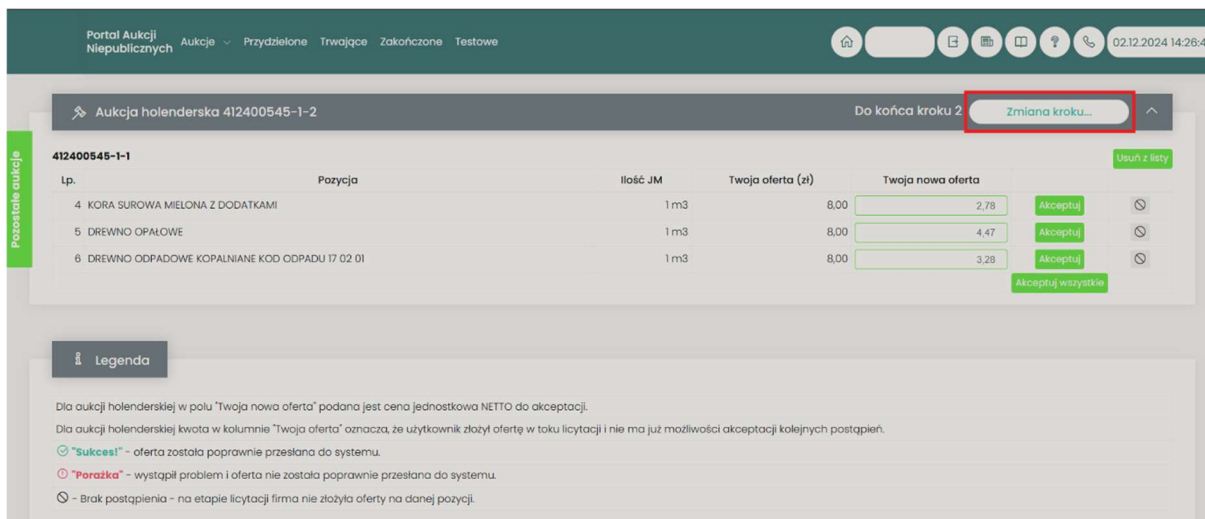 Portal Aukcji
Niepublicznych
Aukcje Przydzielone Trwające Zakończone Testowe
02.12.2024 14:26:4
Aukcja holenderska 412400545-1-2 Do końca kroku 2 Zmiana kroku...
Pozostałe aukcje
412400545-1-1 Usuń z listy
Lp. Pozycja Ilość JM Twoja oferta (zł) Twoja nowa oferta
4 KORA SUROWA MIELONA Z DODATKAMI 1 m3 8,00 2,78 Akceptuj
5 DREWNO OPAŁOWE 1 m3 8,00 4,47 Akceptuj
6 DREWNO ODPADOWE KOPALNIANE KOD ODPADU 17 02 01 1 m3 8,00 3,28 Akceptuj
Akceptuj wszystkie
Legenda
Dla aukcji holenderskiej w polu "Twoja nowa oferta" podana jest cena jednostkowa NETTO do akceptacji.
Dla aukcji holenderskiej kwota w kolumnie "Twoja oferta" oznacza, że użytkownik złożył ofertę w toku licytacji i nie ma już możliwości akceptacji kolejnych postąpień.
"Sukces!" - oferta została poprawnie przesłana do systemu.
"Porażka" - wystąpił problem i oferta nie została poprawnie przesłana do systemu.
- Brak postąpienia - na etapie licytacji firma nie złożyła oferty na danej pozycji.